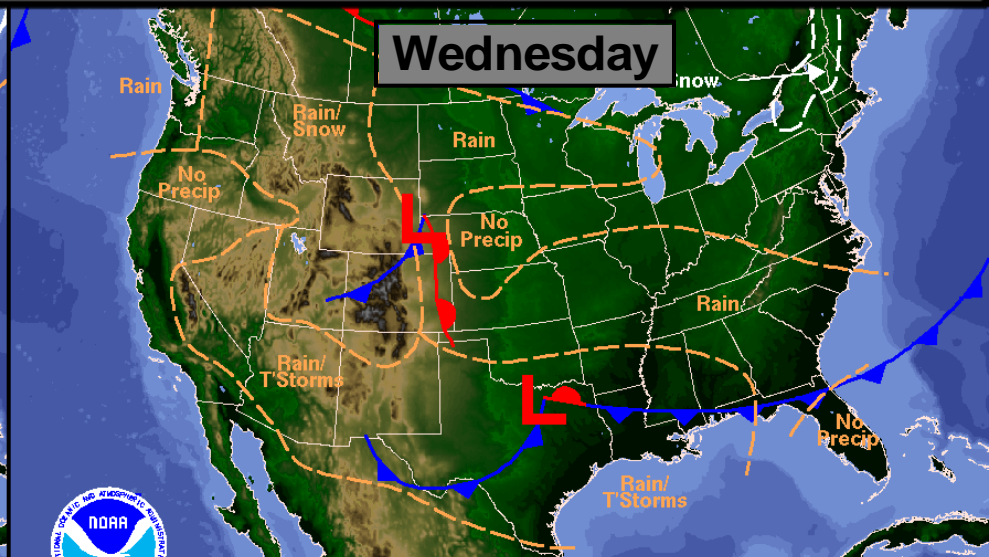 Wednesday
Snow
Rain
Rain/
Snow
Rain
No
Precip
No
Precip
Rain
Rain/
T'Storms
No
Precip
Rain/
T'Storms
L
L
NOAA